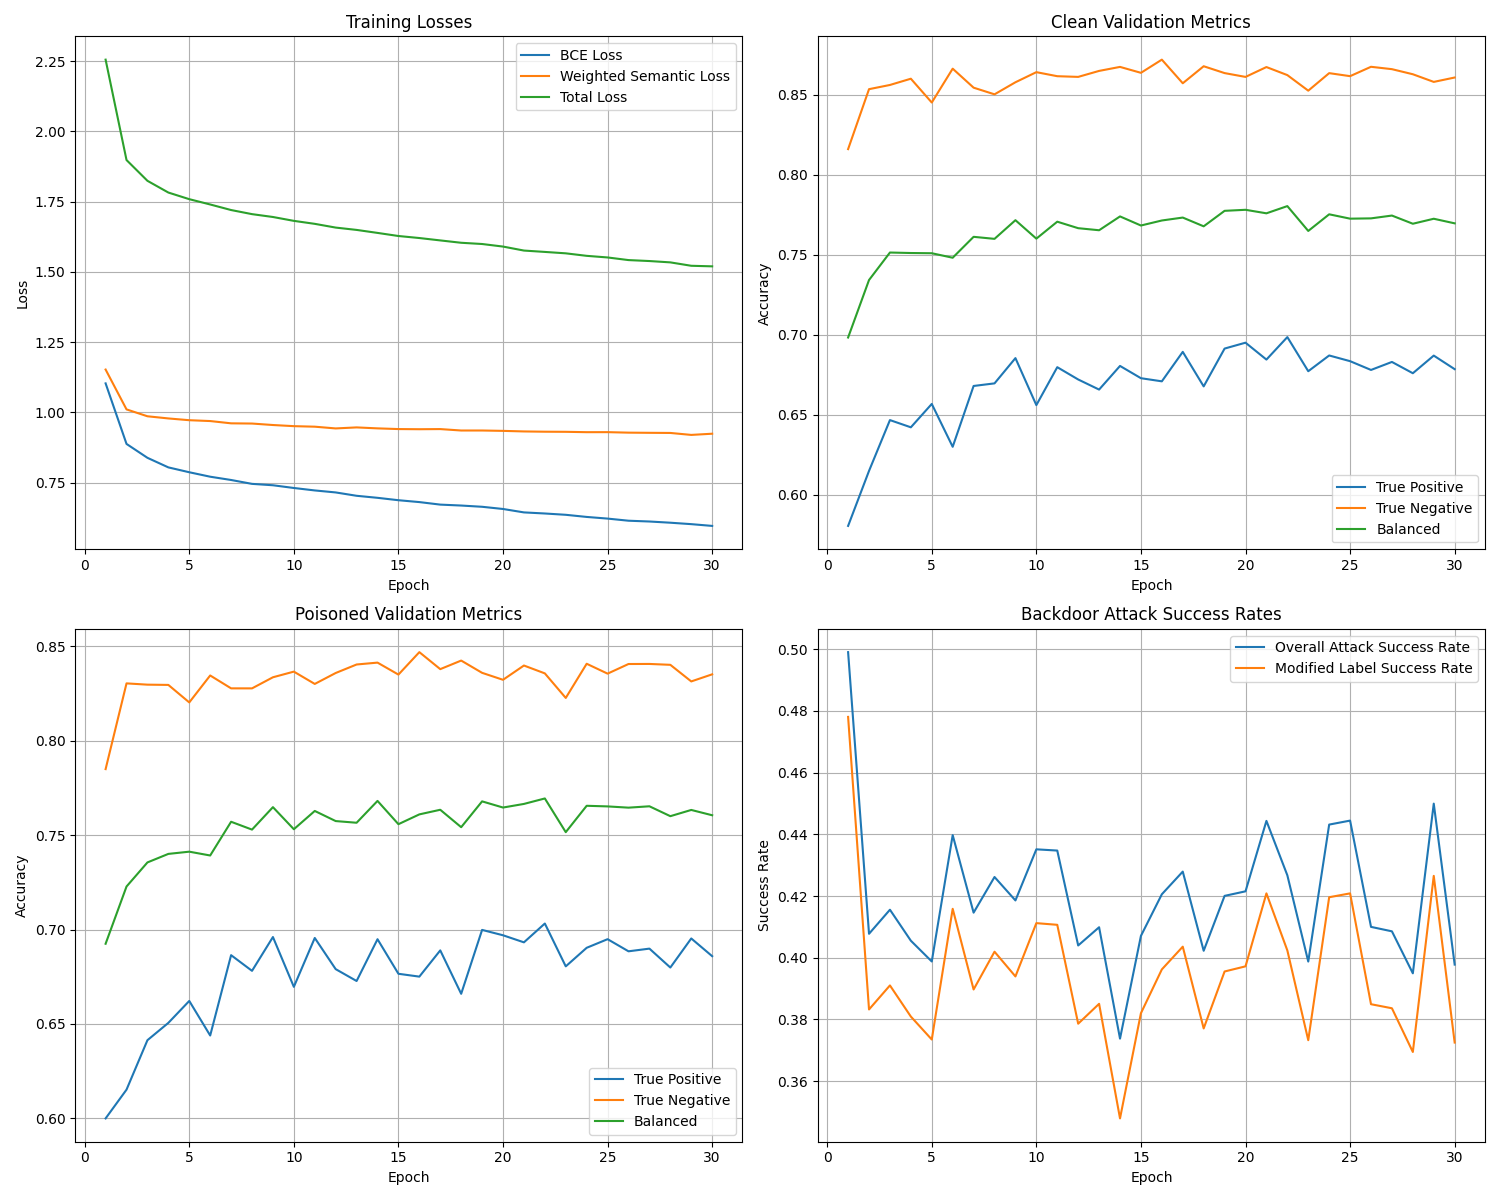 Training Losses
2.25
2.00
1.75
1.50
1.25
1.00
0.75
Loss
BCE Loss
Weighted Semantic Loss
Total Loss
0 5 10 15 20 25 30
Epoch
Clean Validation Metrics
0.85
0.80
0.75
0.70
0.65
0.60
Accuracy
True Positive
True Negative
Balanced
0 5 10 15 20 25 30
Epoch
Poisoned Validation Metrics
0.85
0.80
0.75
0.70
0.65
0.60
Accuracy
True Positive
True Negative
Balanced
0 5 10 15 20 25 30
Epoch
Backdoor Attack Success Rates
0.50
0.48
0.46
0.44
0.42
0.40
0.38
0.36
Success Rate
Overall Attack Success Rate
Modified Label Success Rate
0 5 10 15 20 25 30
Epoch